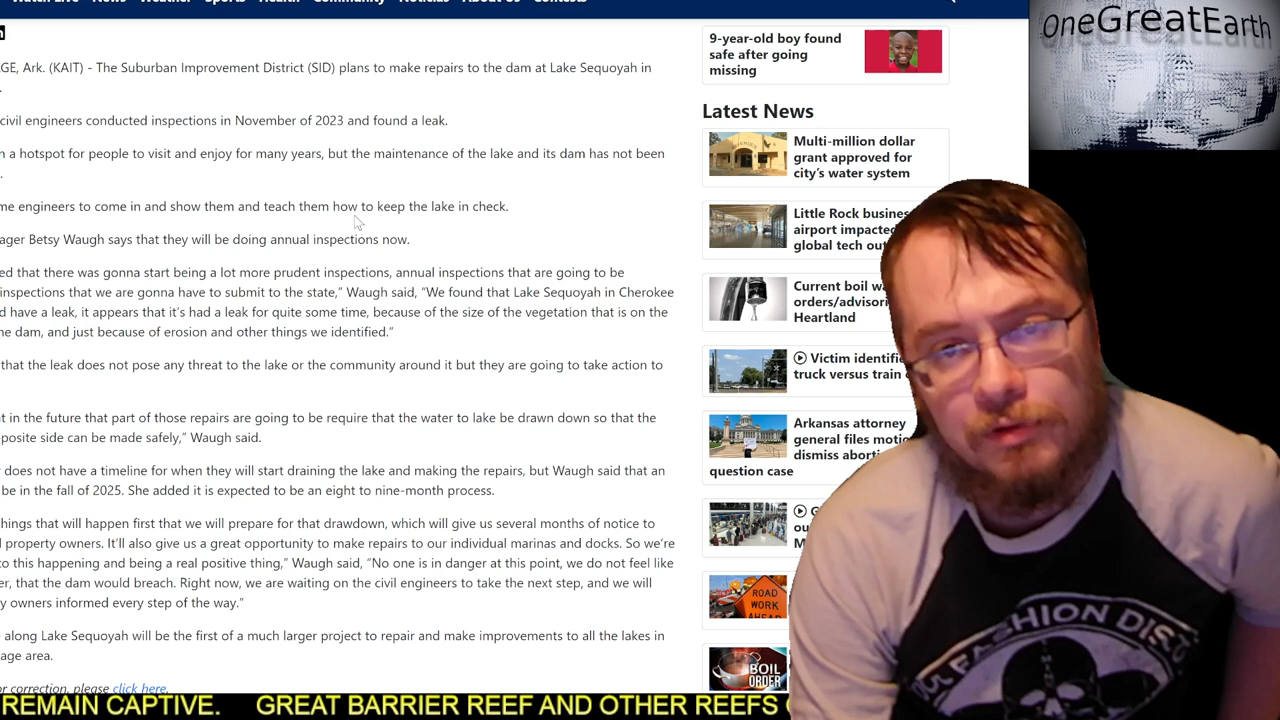 Watch Live News Weather Sports Health Community Noticias About Us Contests
OneGreatEarth
GE, Ark. (KAIT) - The Suburban Improvement District (SID) plans to make repairs to the dam at Lake Sequoyah in
civil engineers conducted inspections in November of 2023 and found a leak.
n a hotspot for people to visit and enjoy for many years, but the maintenance of the lake and its dam has not been
me engineers to come in and show them and teach them how to keep the lake in check.
ager Betsy Waugh says that they will be doing annual inspections now.
ed that there was gonna start being a lot more prudent inspections, annual inspections that are going to be
inspections that we are gonna have to submit to the state,” Waugh said, “We found that Lake Sequoyah in Cherokee
d have a leak, it appears that it’s had a leak for quite some time, because of the size of the vegetation that is on the
he dam, and just because of erosion and other things we identified.”
that the leak does not pose any threat to the lake or the community around it but they are going to take action to
t in the future that part of those repairs are going to be require that the water to lake be drawn down so that the
posite side can be made safely,” Waugh said.
does not have a timeline for when they will start draining the lake and making the repairs, but Waugh said that an
be in the fall of 2025. She added it is expected to be an eight to nine-month process.
hings that will happen first that we will prepare for that drawdown, which will give us several months of notice to
d property owners. It’ll also give us a great opportunity to make repairs to our individual marinas and docks. So we’re
to this happening and being a real positive thing,” Waugh said, “No one is in danger at this point, we do not feel like
er, that the dam would breach. Right now, we are waiting on the civil engineers to take the next step, and we will
y owners informed every step of the way.”
along Lake Sequoyah will be the first of a much larger project to repair and make improvements to all the lakes in
age area.
or correction, please click here.
9-year-old boy found
safe after going
missing
Latest News
Multi-million dollar
grant approved for
city’s water system
Little Rock busines
airport impacted
global tech out
Current boil wa
orders/advisori
Heartland
Victim identifie
truck versus train
Arkansas attorney
general files motio
dismiss aborti
question case
G
ou
M
ROAD
WORK
AHEAD
BOIL
ORDER
FASHION DIS
REMAIN CAPTIVE. GREAT BARRIER REEF AND OTHER REEFS